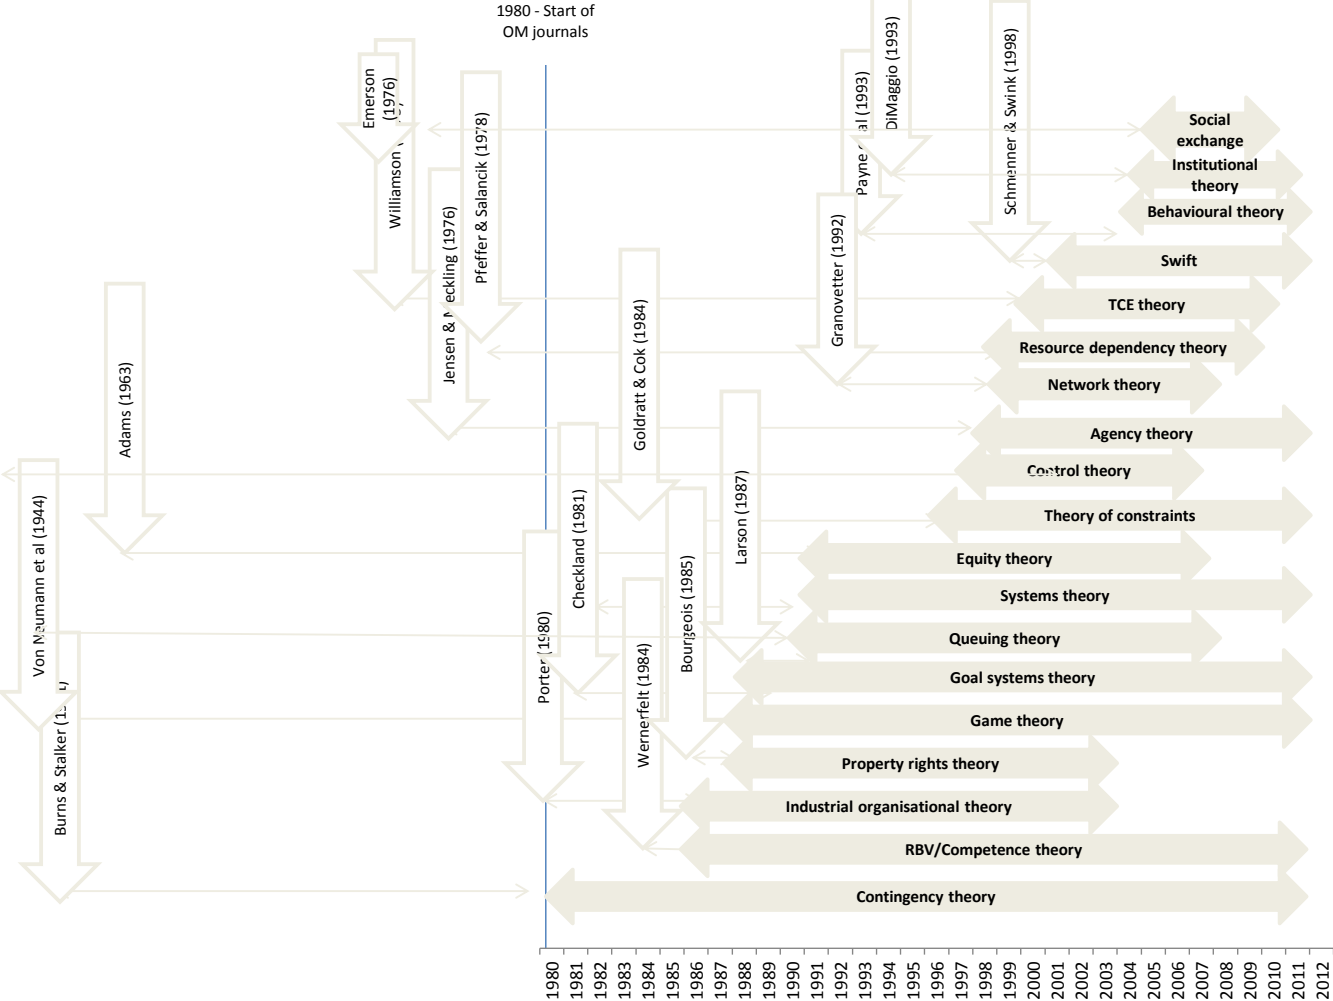 1980 - Start of
OM journals
Emerson
(1976)
Williamson
Pfeffer & Salancik (1978)
Jensen & Meckling (1976)
Adams (1963)
Von Neumann et al (1944)
Burns & Stalker
Goldratt & Cok (1984)
Checkland (1981)
Porter (1980)
Wernerfelt (1984)
Bourgeois (1985)
Larson (1987)
Granovetter (1992)
Payne al (1993)
DiMaggio (1993)
Schmenner & Swink (1998)
Social
exchange
Institutional
theory
Behavioural theory
Swift
TCE theory
Resource dependency theory
Network theory
Agency theory
Control theory
Theory of constraints
Equity theory
Systems theory
Queuing theory
Goal systems theory
Game theory
Property rights theory
Industrial organisational theory
RBV/Competence theory
Contingency theory
1980
1981
1982
1983
1984
1985
1986
1987
1988
1989
1990
1991
1992
1993
1994
1995
1996
1997
1998
1999
2000
2001
2002
2003
2004
2005
2006
2007
2008
2009
2010
2011
2012